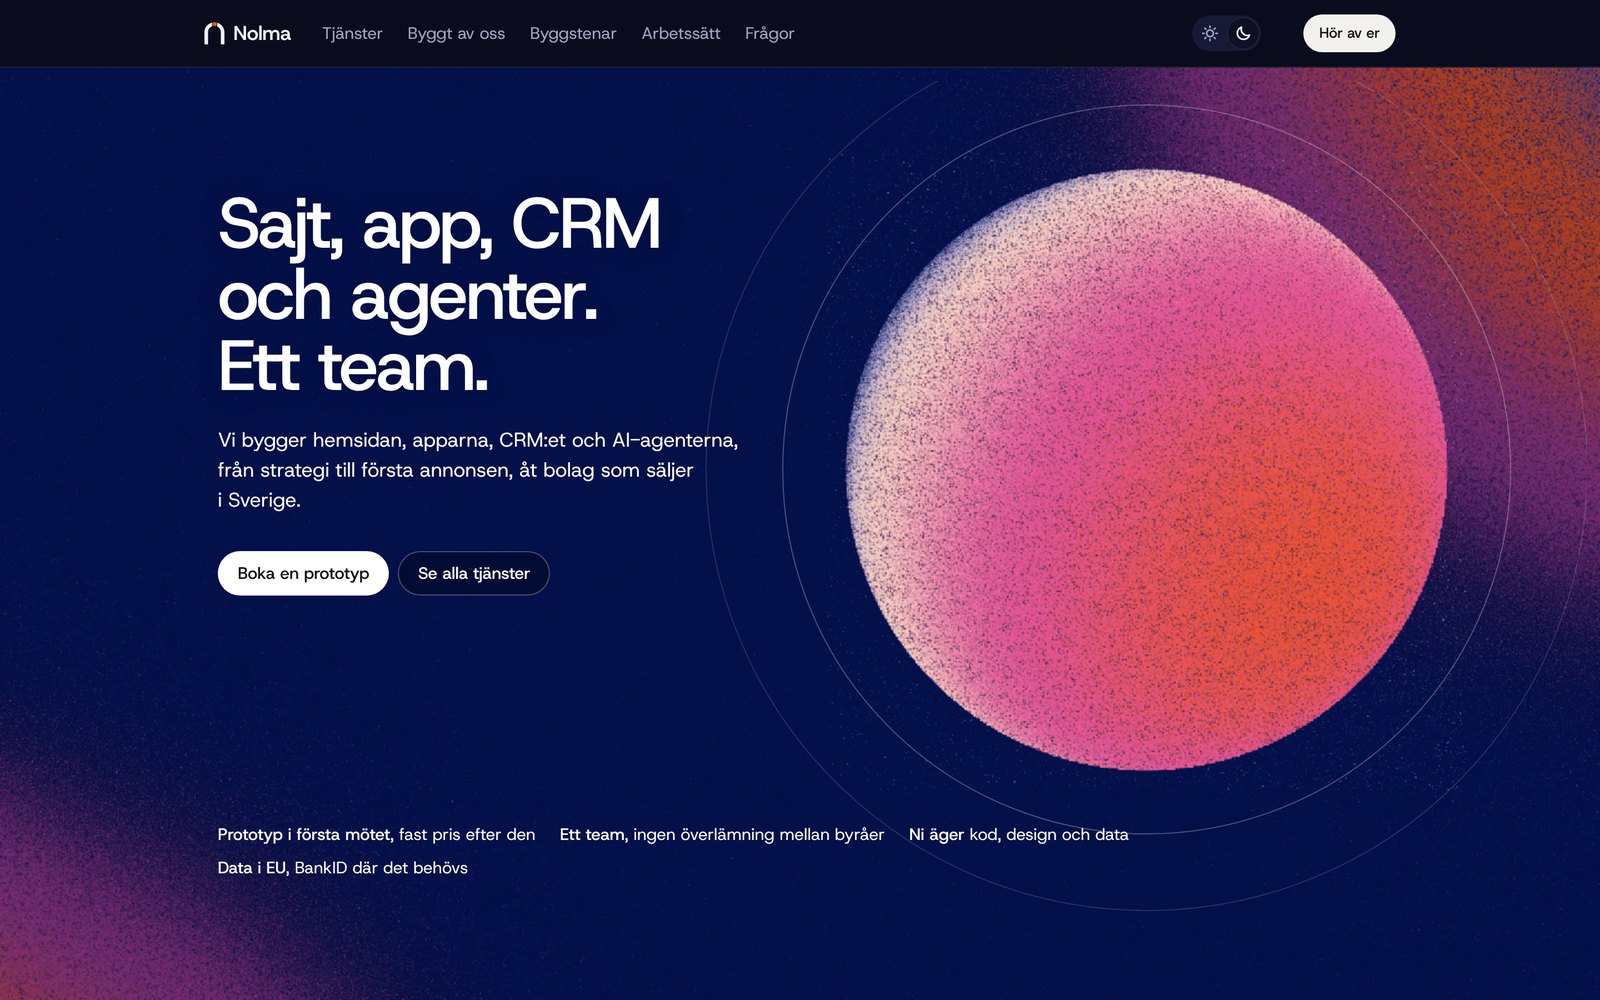 Nolma
Tjänster
Byggt av oss
Byggstenar
Arbetssätt
Frågor
Hör av er
Sajt, app, CRM
och agenter.
Ett team.
Vi bygger hemsidan, apparna, CRM:et och AI-agenterna,
från strategi till första annonsen, åt bolag som säljer
i Sverige.
Boka en prototyp
Se alla tjänster
Prototyp i första mötet, fast pris efter den
Ett team, ingen överlämning mellan byråer
Ni äger kod, design och data
Data i EU, BankID där det behövs